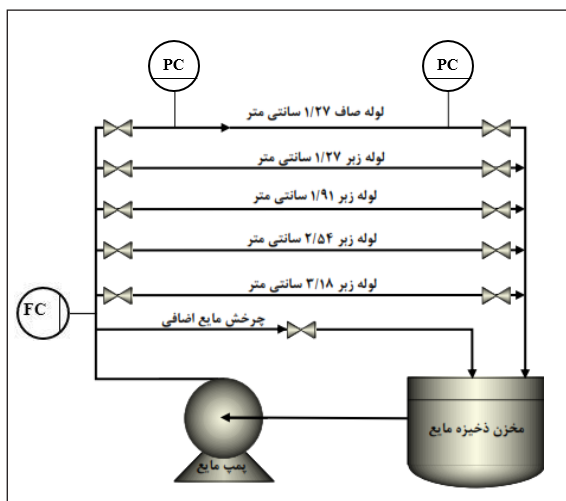 PC
PC
لوله صاف ۱/۲۷ سانتی متر
لوله زبر ۱/۲۷ سانتی متر
لوله زبر ۱/۹۱ سانتی متر
لوله زبر ۲/۵۴ سانتی متر
لوله زبر ۳/۱۸ سانتی متر
FC
چرخش مایع اضافی
مخزن ذخیزه مایع
پمپ مایع